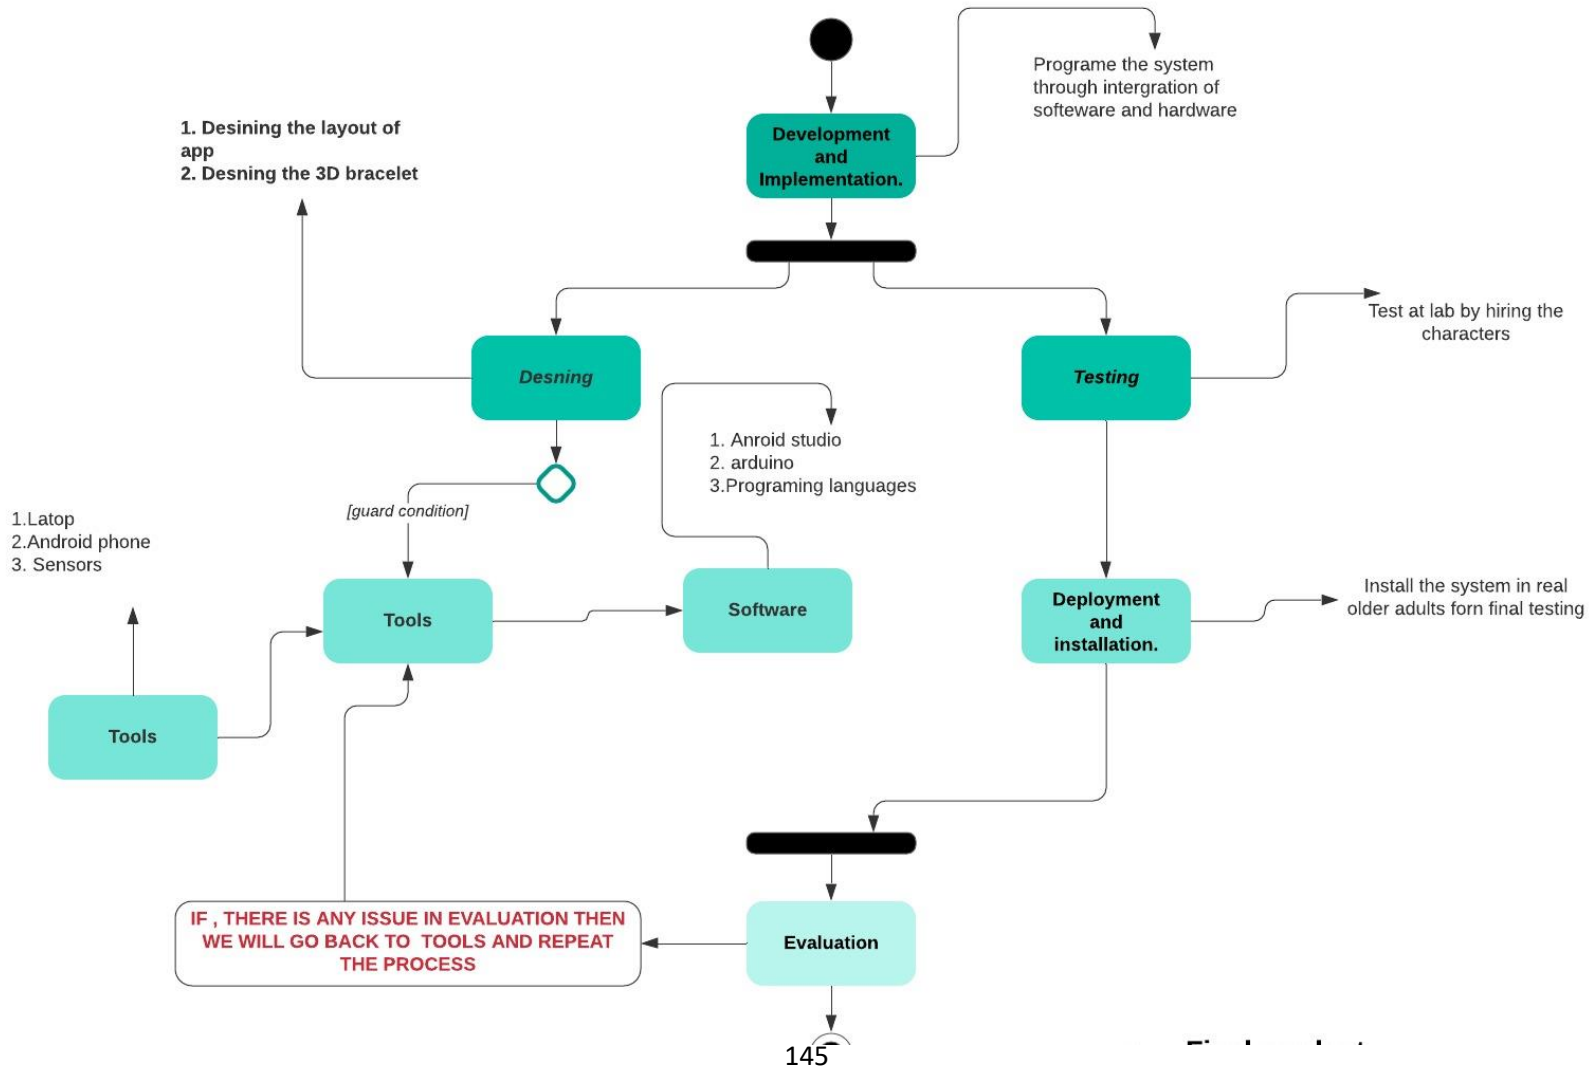 Programe the system
through intergration of
softeware and hardware
Development
and
Implementation.
1. Desining the layout of
app
2. Desning the 3D bracelet
Test at lab by hiring the
characters
Desning
Testing
1. Anroid studio
2. arduino
3.Programing languages
[guard condition]
1.Latop
2.Android phone
3. Sensors
Tools
Software
Deployment
and
installation.
Install the system in real
older adults forn final testing
Tools
IF , THERE IS ANY ISSUE IN EVALUATION THEN
WE WILL GO BACK TO TOOLS AND REPEAT
THE PROCESS
Evaluation
145